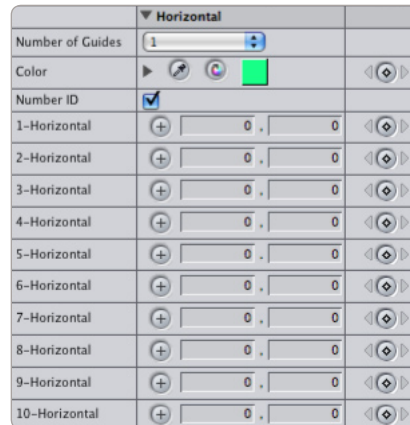 ▼ Horizontal
Number of Guides 1
Color
Number ID
1-Horizontal 0 , 0
2-Horizontal 0 , 0
3-Horizontal 0 , 0
4-Horizontal 0 , 0
5-Horizontal 0 , 0
6-Horizontal 0 , 0
7-Horizontal 0 , 0
8-Horizontal 0 , 0
9-Horizontal 0 , 0
10-Horizontal 0 , 0